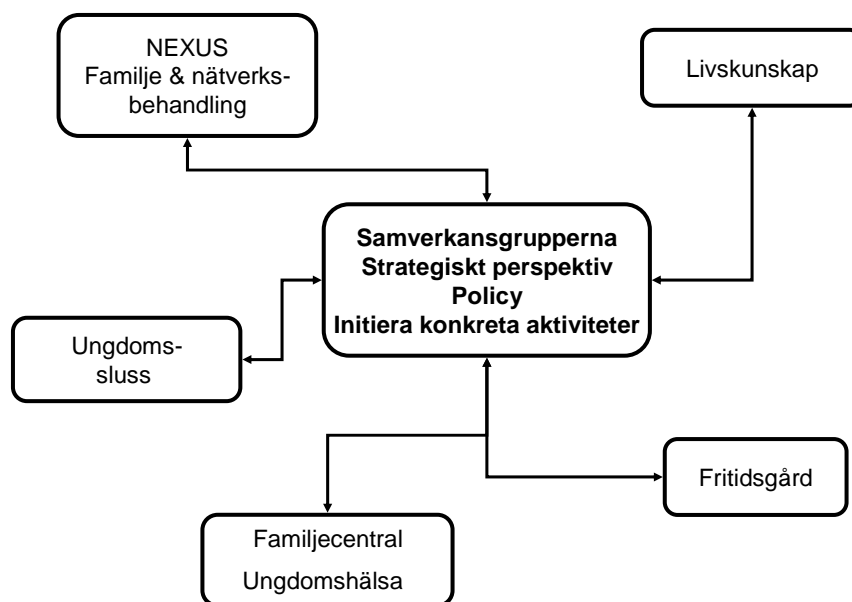 NEXUS
Familje & nätverks-
behandling
Livskunskap
Samverkansgrupperna
Strategiskt perspektiv
Policy
Initiera konkreta aktiviteter
Ungdoms-
sluss
Fritidsgård
Familjecentral
Ungdomshälsa